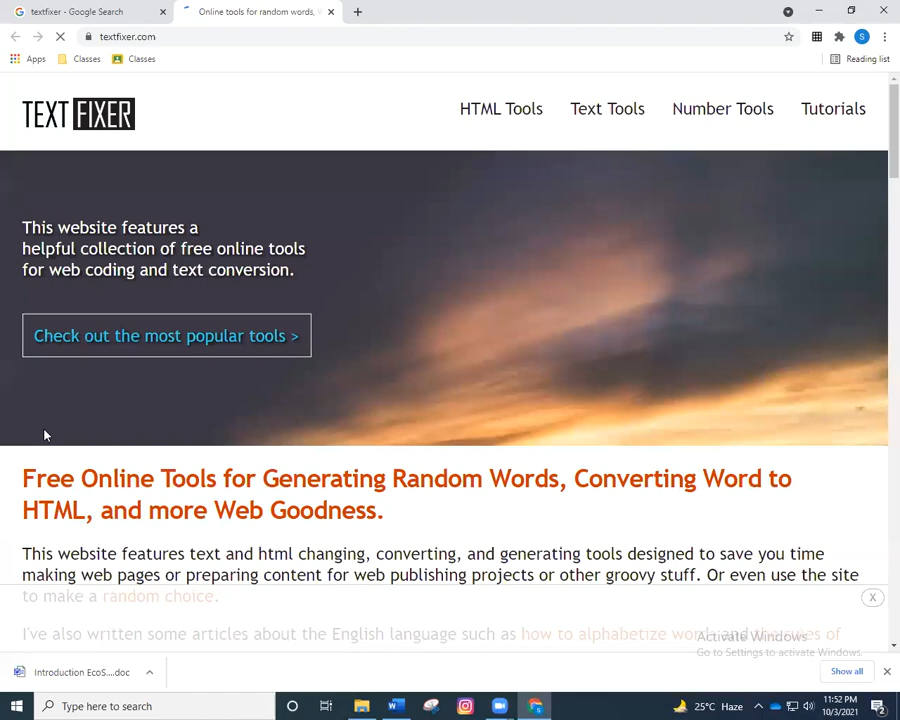 textfixer - Google Search
Online tools for random words,
textfixer.com
Apps
Classes
Classes
Reading list
TEXT FIXER
HTML Tools
Text Tools
Number Tools
Tutorials
This website features a
helpful collection of free online tools
for web coding and text conversion.
Check out the most popular tools >
Free Online Tools for Generating Random Words, Converting Word to
HTML, and more Web Goodness.
This website features text and html changing, converting, and generating tools designed to save you time
making web pages or preparing content for web publishing projects or other groovy stuff. Or even use the site
to make a random choice.
X
I've also written some articles about the English language such as how to alphabetize words and the rules of
Activate Windows
Go to Settings to activate Windows.
Introduction EcoS....doc
Show all
Type here to search
25°C Haze
11:52 PM
10/3/2021
2